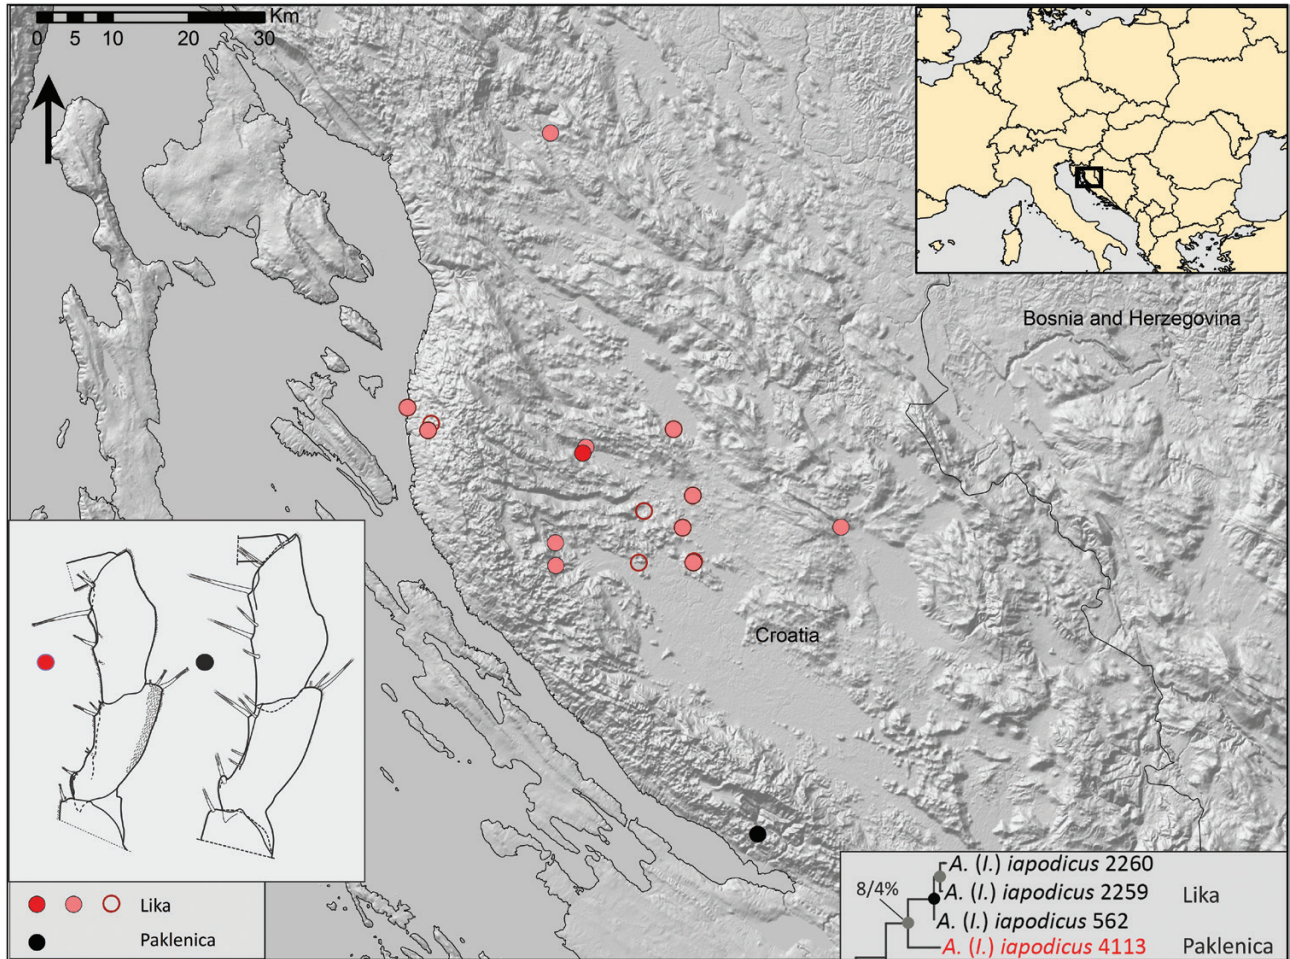 Km
0 5 10 20 30
Bosnia and Herzegovina
Croatia
Lika
Paklenica
8/4%
A. (I.) iapodicus 2260
A. (I.) iapodicus 2259
Lika
A. (I.) iapodicus 562
A. (I.) iapodicus 4113 Paklenica